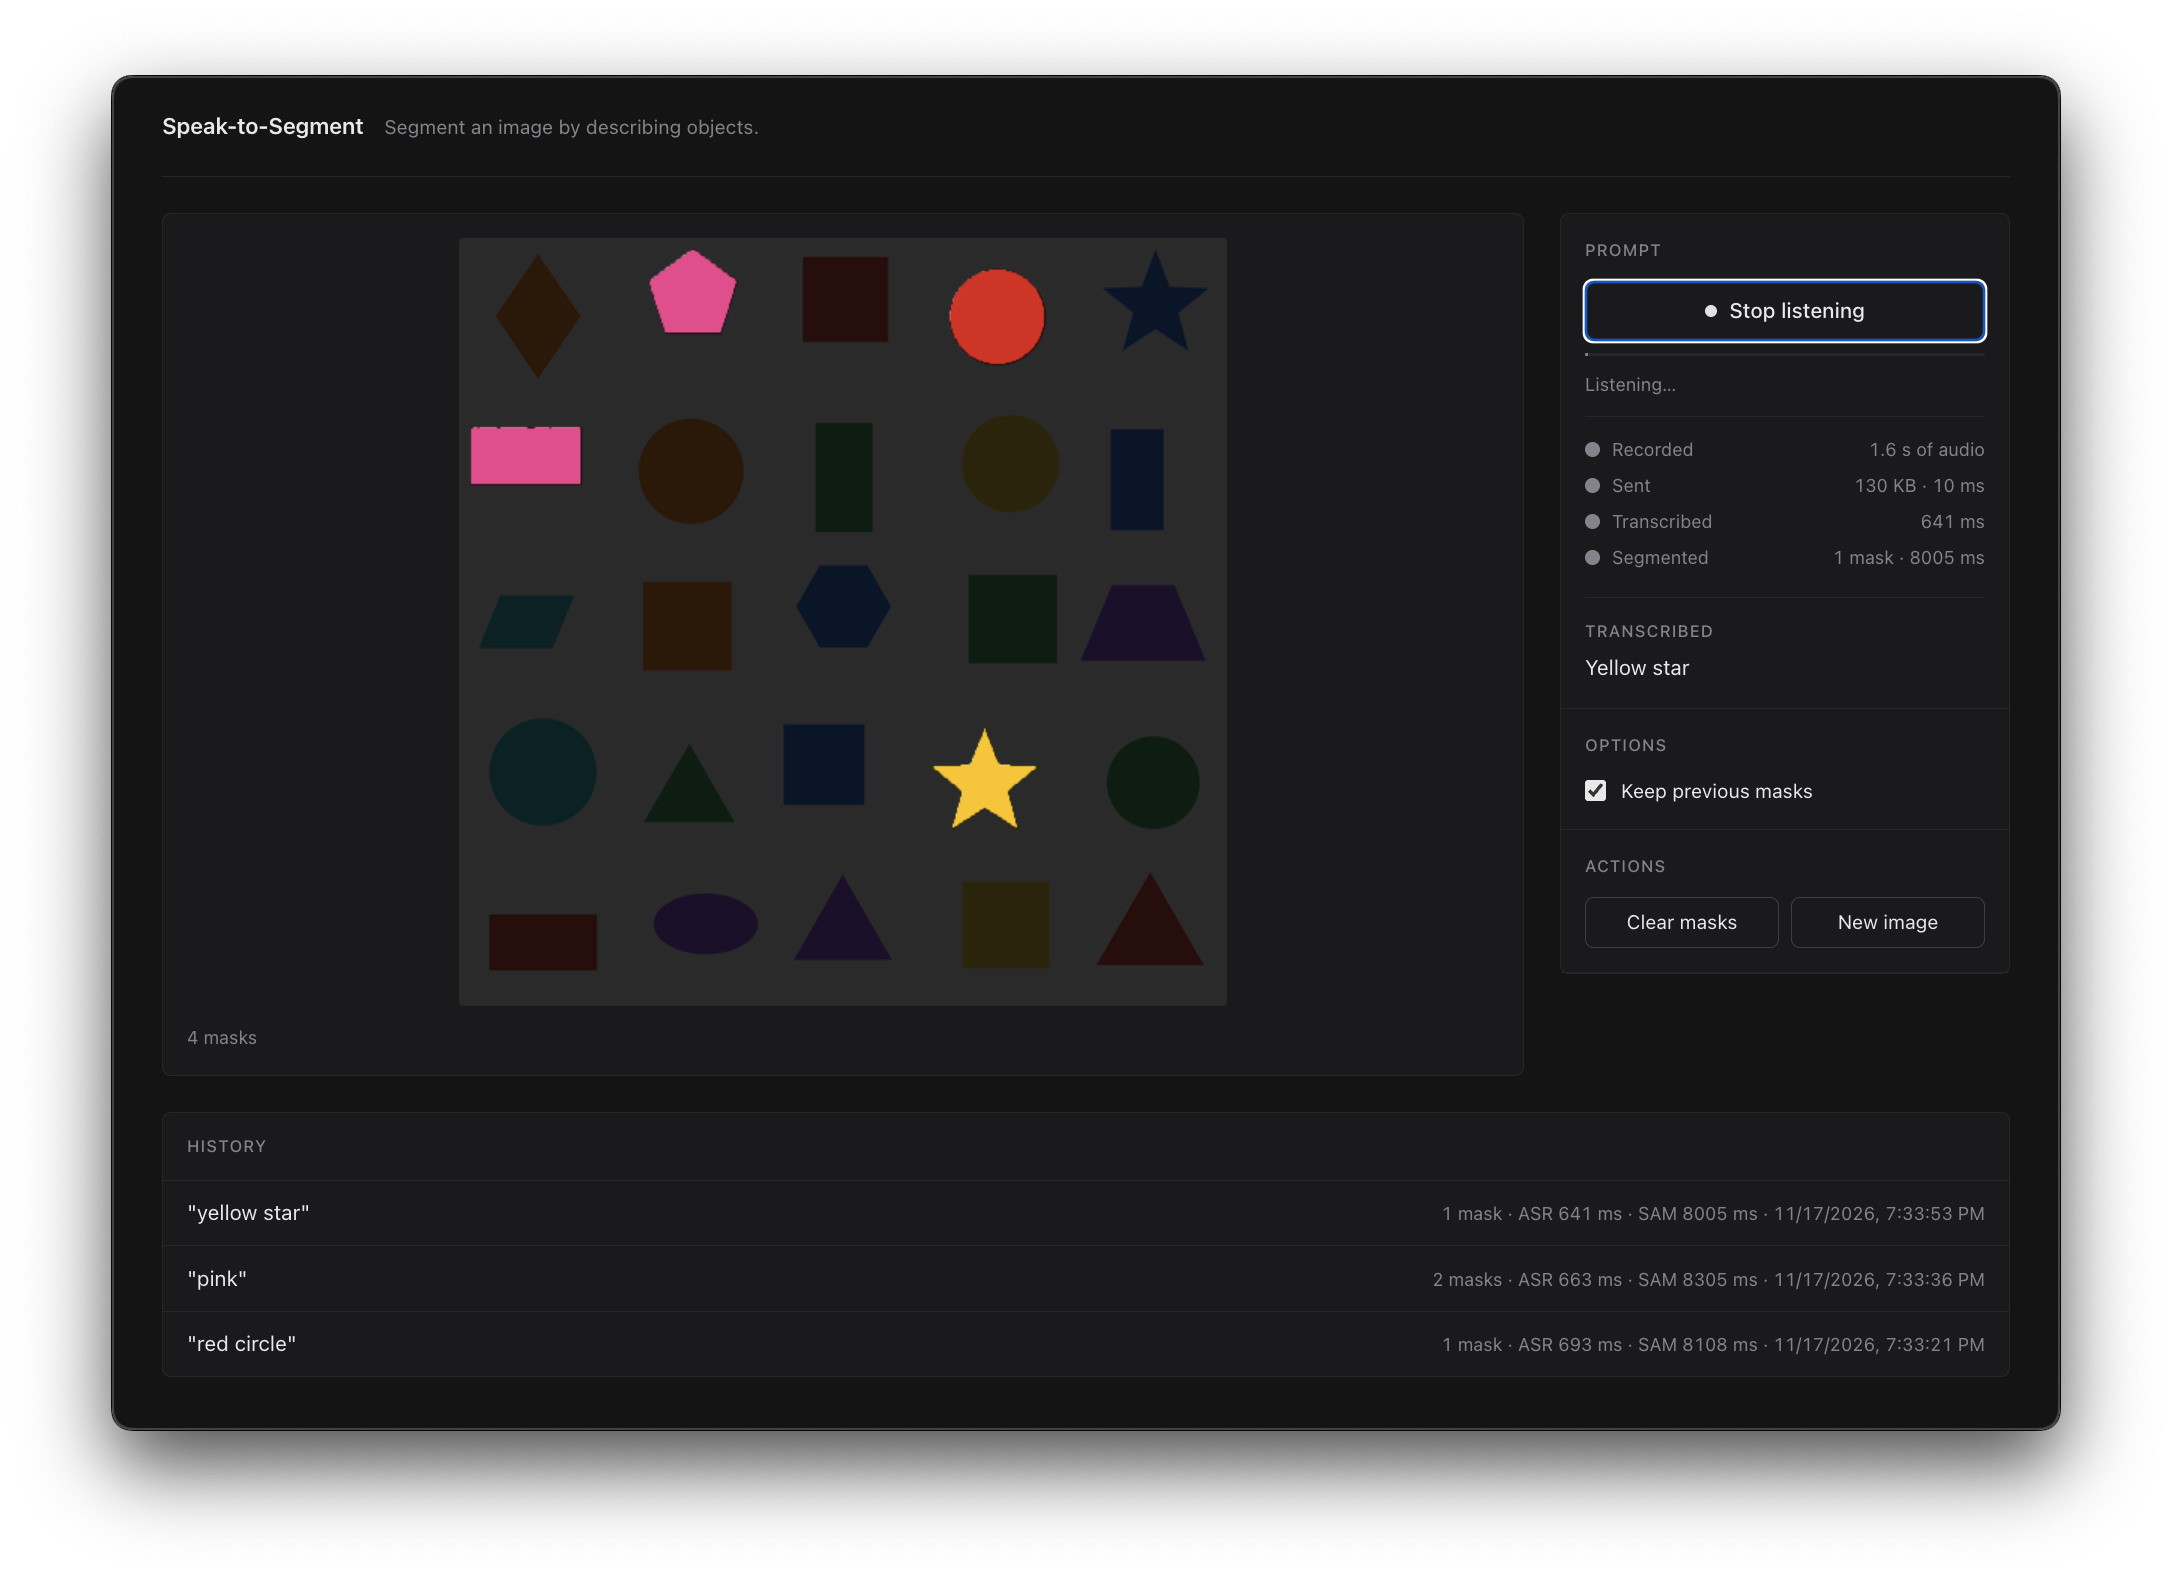 Speak-to-Segment Segment an image by describing objects.
PROMPT
Stop listening
Listening...
Recorded 1.6 s of audio
Sent 130 KB · 10 ms
Transcribed 641 ms
Segmented 1 mask · 8005 ms
TRANSCRIBED
Yellow star
OPTIONS
Keep previous masks
ACTIONS
Clear masks New image
4 masks
HISTORY
"yellow star" 1 mask · ASR 641 ms · SAM 8005 ms · 11/17/2026, 7:33:53 PM
"pink" 2 masks · ASR 663 ms · SAM 8305 ms · 11/17/2026, 7:33:36 PM
"red circle" 1 mask · ASR 693 ms · SAM 8108 ms · 11/17/2026, 7:33:21 PM